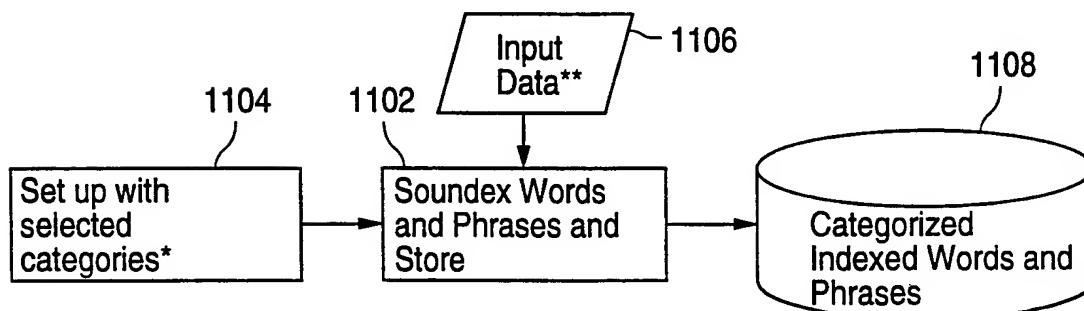 1106
Input
Data**
1104
1102
1108
Set up with
selected
categories*
Soundex Words
and Phrases and
Store
Categorized
Indexed Words and
Phrases